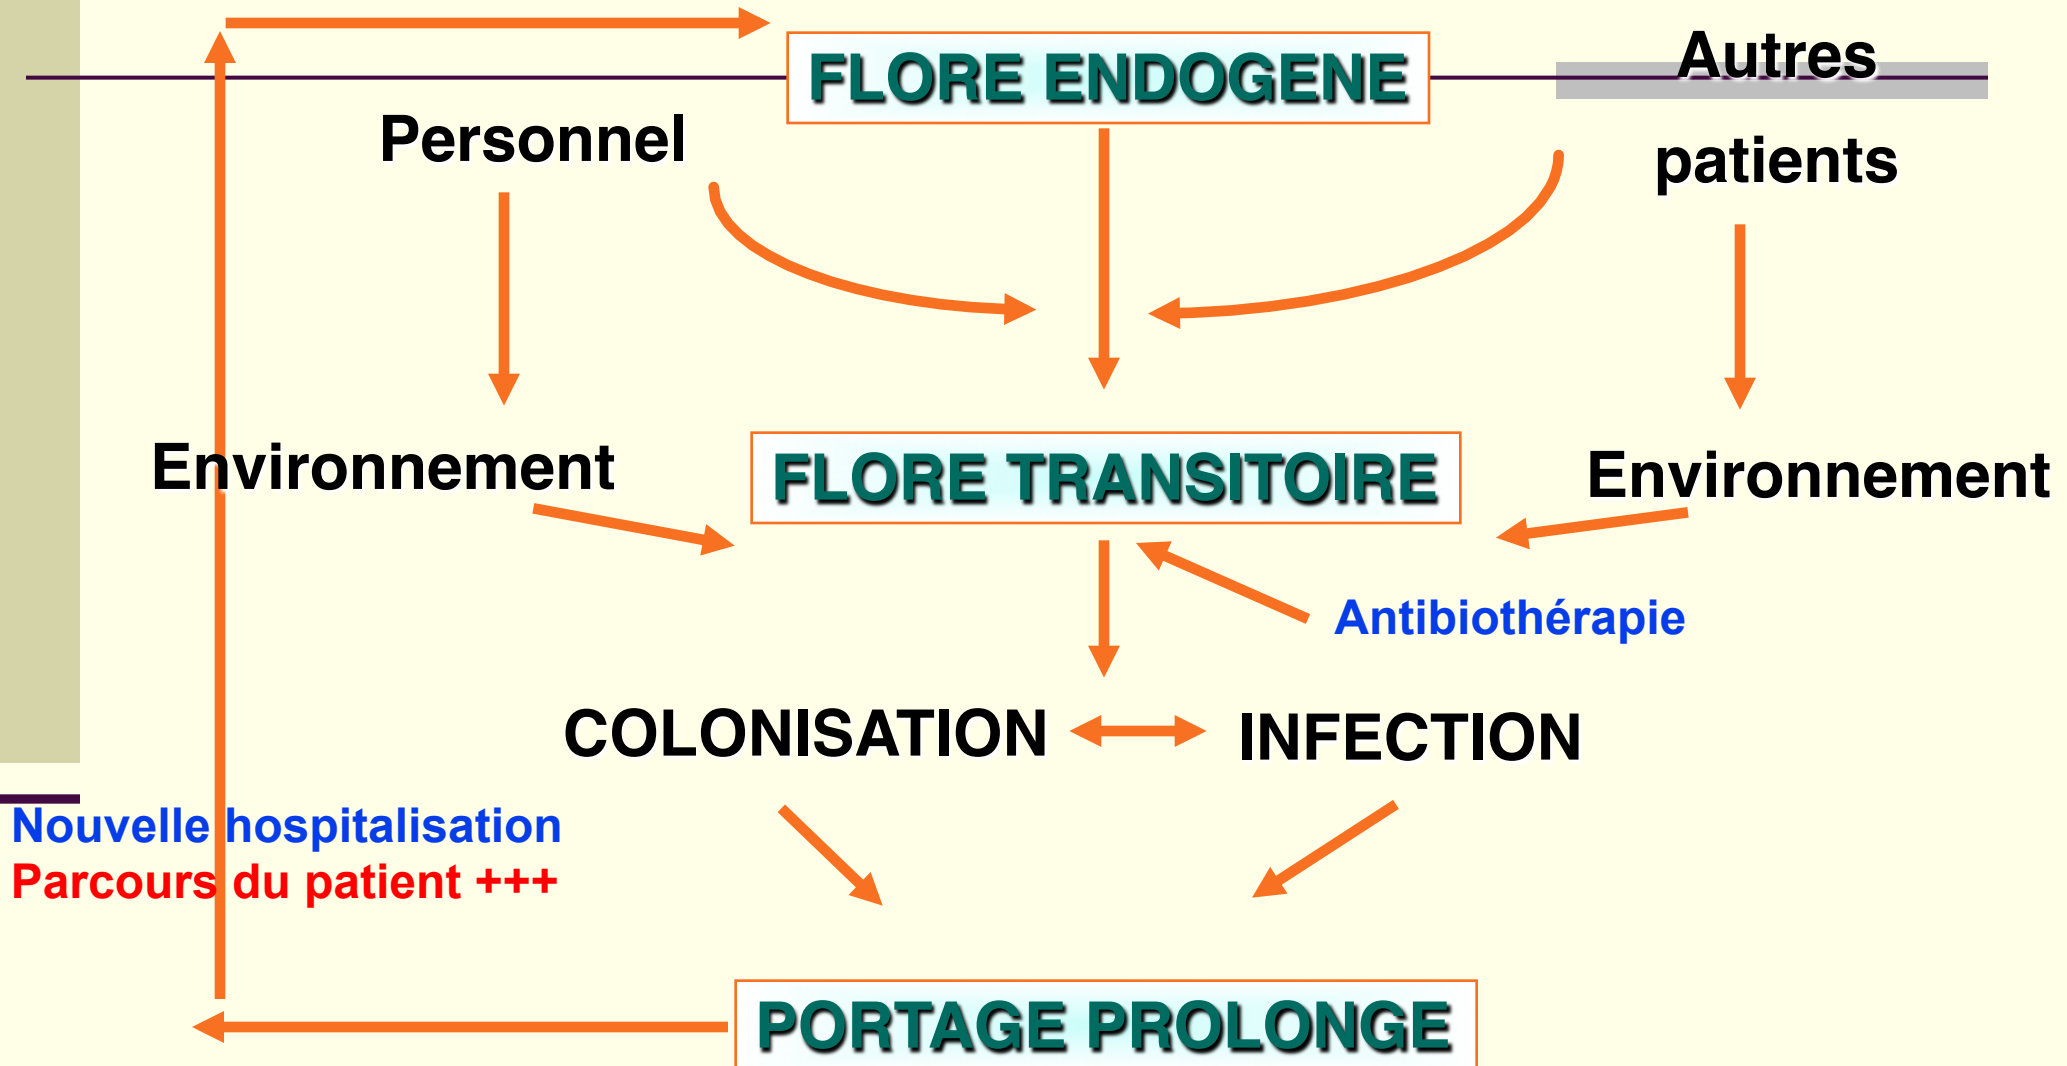 FLORE ENDOGENE
Autres
patients
Personnel
Environnement
FLORE TRANSITOIRE
Environnement
Antibiothérapie
COLONISATION
INFECTION
Nouvelle hospitalisation
Parcours du patient +++
PORTAGE PROLONGE